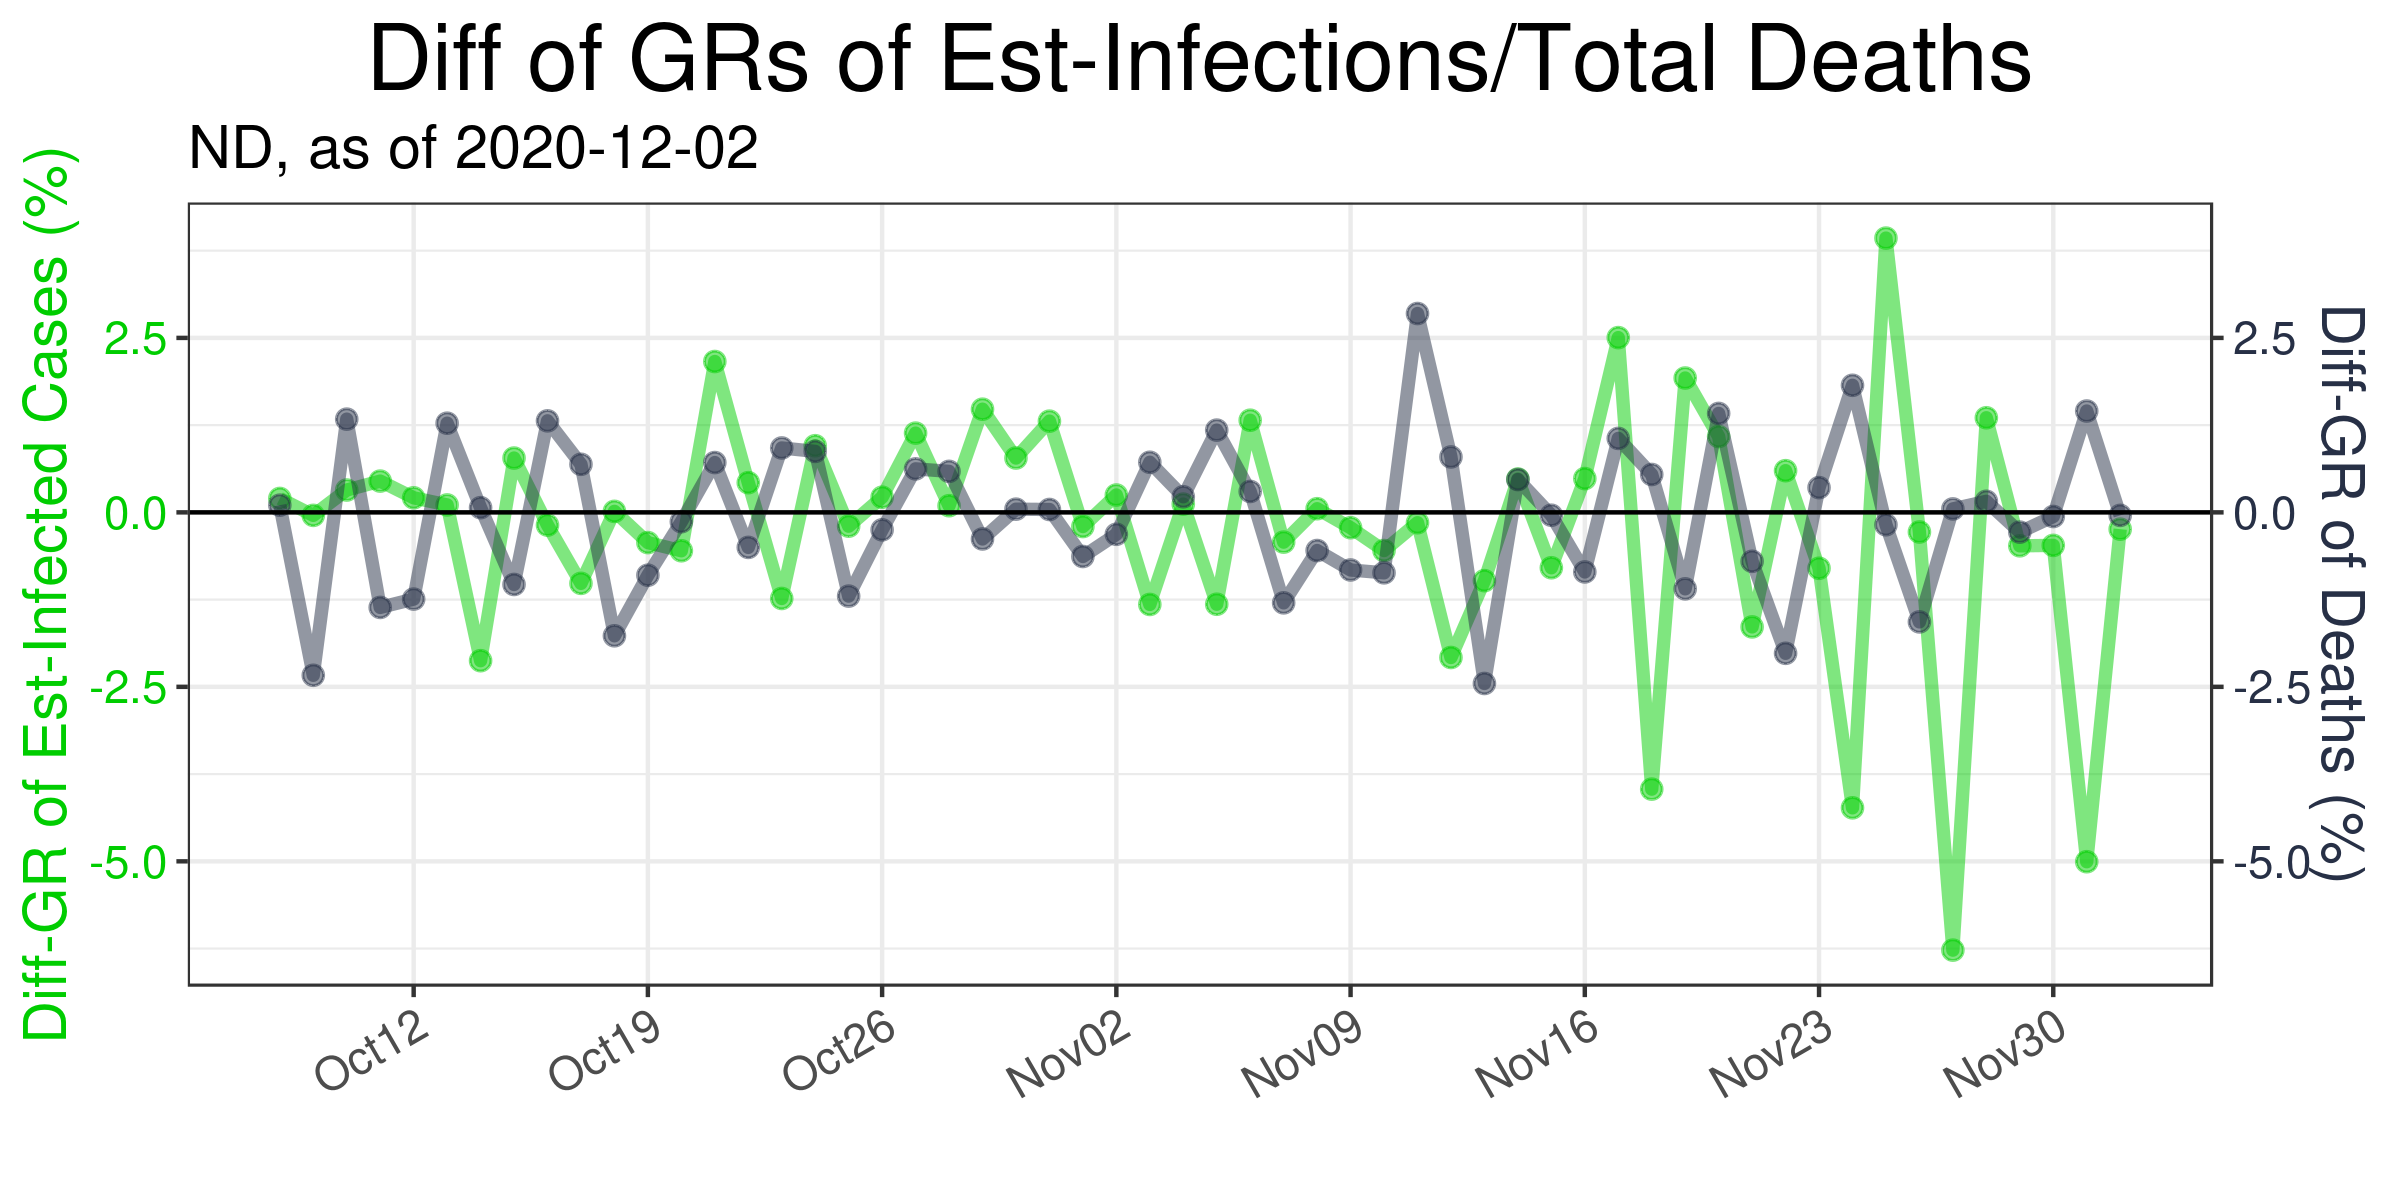 Diff of GRs of Est-Infections/Total Deaths
ND, as of 2020-12-02
Diff-GR of Est-Infected Cases (%)
2.5
0.0
-2.5
-5.0
2.5
0.0
-2.5
-5.0
Diff-GR of Deaths (%)
Oct12
Oct19
Oct26
Nov02
Nov09
Nov16
Nov23
Nov30